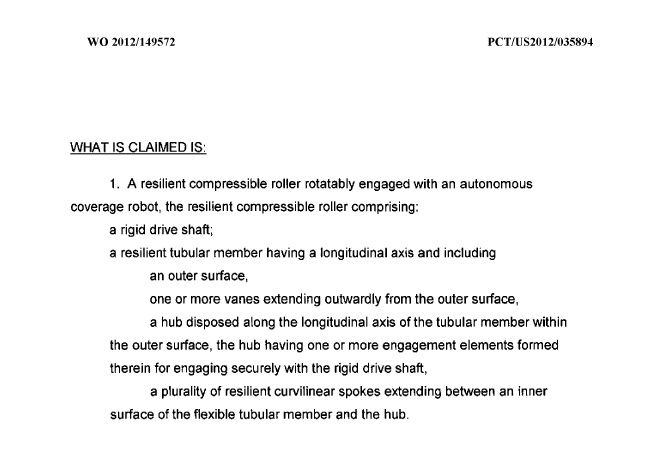 WO 2012/149572 PCT/US2012/035894
WHAT IS CLAIMED IS:
1. A resilient compressible roller rotatably engaged with an autonomous
coverage robot, the resilient compressible roller comprising:
a rigid drive shaft;
a resilient tubular member having a longitudinal axis and including
an outer surface,
one or more vanes extending outwardly from the outer surface,
a hub disposed along the longitudinal axis of the tubular member within
the outer surface, the hub having one or more engagement elements formed
therein for engaging securely with the rigid drive shaft,
a plurality of resilient curvilinear spokes extending between an inner
surface of the flexible tubular member and the hub.